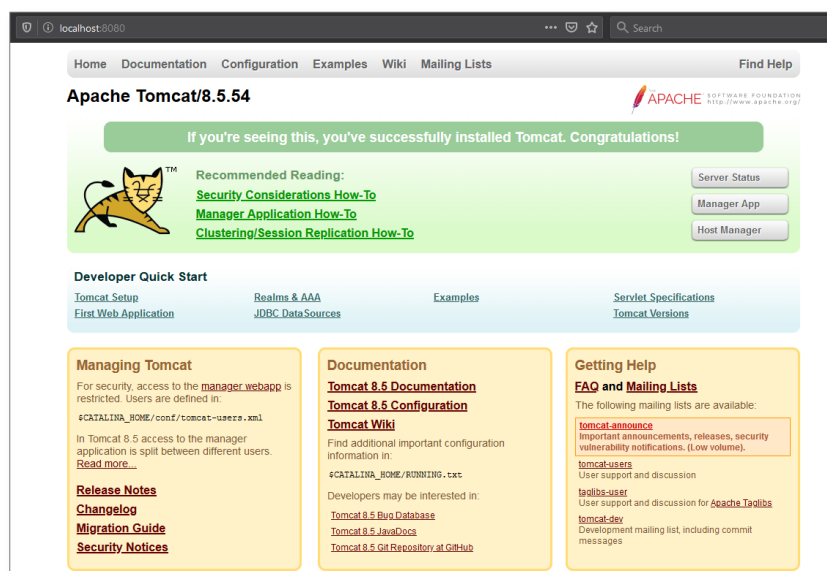 localhost:8080
Search
Home Documentation Configuration Examples Wiki Mailing Lists Find Help
Apache Tomcat/8.5.54
APACHE SOFTWARE FOUNDATION
http://www.apache.org/
If you're seeing this, you've successfully installed Tomcat. Congratulations!
TM
Recommended Reading:
Security Considerations How-To
Manager Application How-To
Clustering/Session Replication How-To
Server Status
Manager App
Host Manager
Developer Quick Start
Tomcat Setup
First Web Application
Realms & AAA
JDBC DataSources
Examples
Servlet Specifications
Tomcat Versions
Managing Tomcat
For security, access to the manager webapp is
restricted. Users are defined in:
$CATALINA_HOME/conf/tomcat-users.xml
In Tomcat 8.5 access to the manager
application is split between different users.
Read more...
Release Notes
Changelog
Migration Guide
Security Notices
Documentation
Tomcat 8.5 Documentation
Tomcat 8.5 Configuration
Tomcat Wiki
Find additional important configuration
information in:
$CATALINA_HOME/RUNNING.txt
Developers may be interested in:
Tomcat 8.5 Bug Database
Tomcat 8.5 JavaDocs
Tomcat 8.5 Git Repository at GitHub
Getting Help
FAQ and Mailing Lists
The following mailing lists are available:
tomcat-announce
Important announcements, releases, security
vulnerability notifications. (Low volume).
tomcat-users
User support and discussion
taglibs-user
User support and discussion for Apache Taglibs
tomcat-dev
Development mailing list, including commit
messages